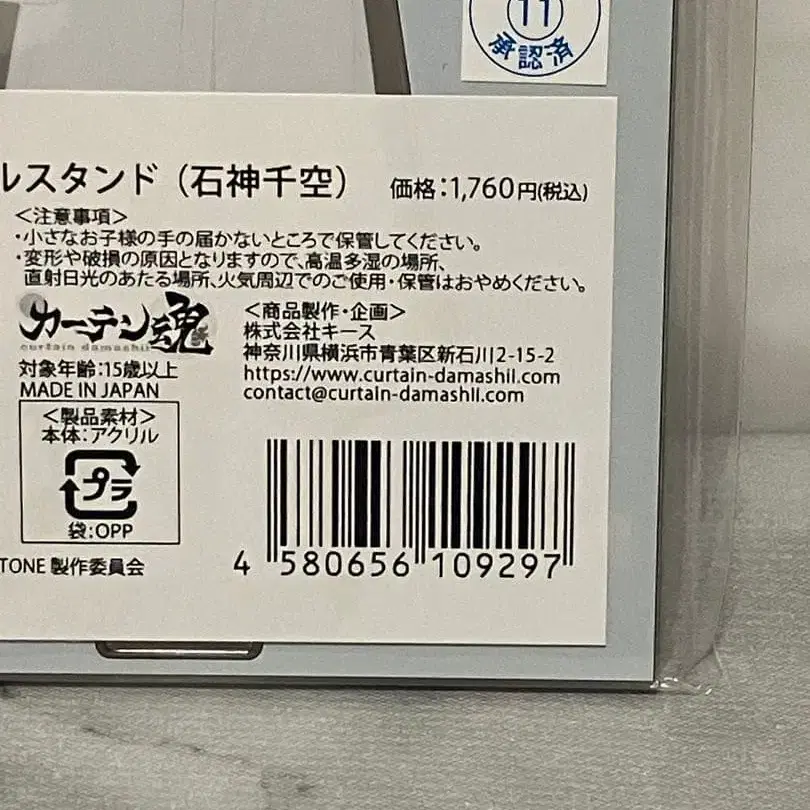 11
承認済
ルスタンド（石神千空） 価格：1,760円(税込)
＜注意事項＞
・小さなお子様の手の届かないところで保管してください。
・変形や破損の原因となりますので、高温多湿の場所、
直射日光のあたる場所、火気周辺でのご使用・保管はおやめください。
カーテン魂
curtain damashii
＜商品製作・企画＞
株式会社キース
神奈川県横浜市青葉区新石川2-15-2
https://www.curtain-damashii.com
contact@curtain-damashii.com
対象年齢：15歳以上
MADE IN JAPAN
＜製品素材＞
本体：アクリル
プラ
袋：OPP
TONE 製作委員会
4 580656 109297